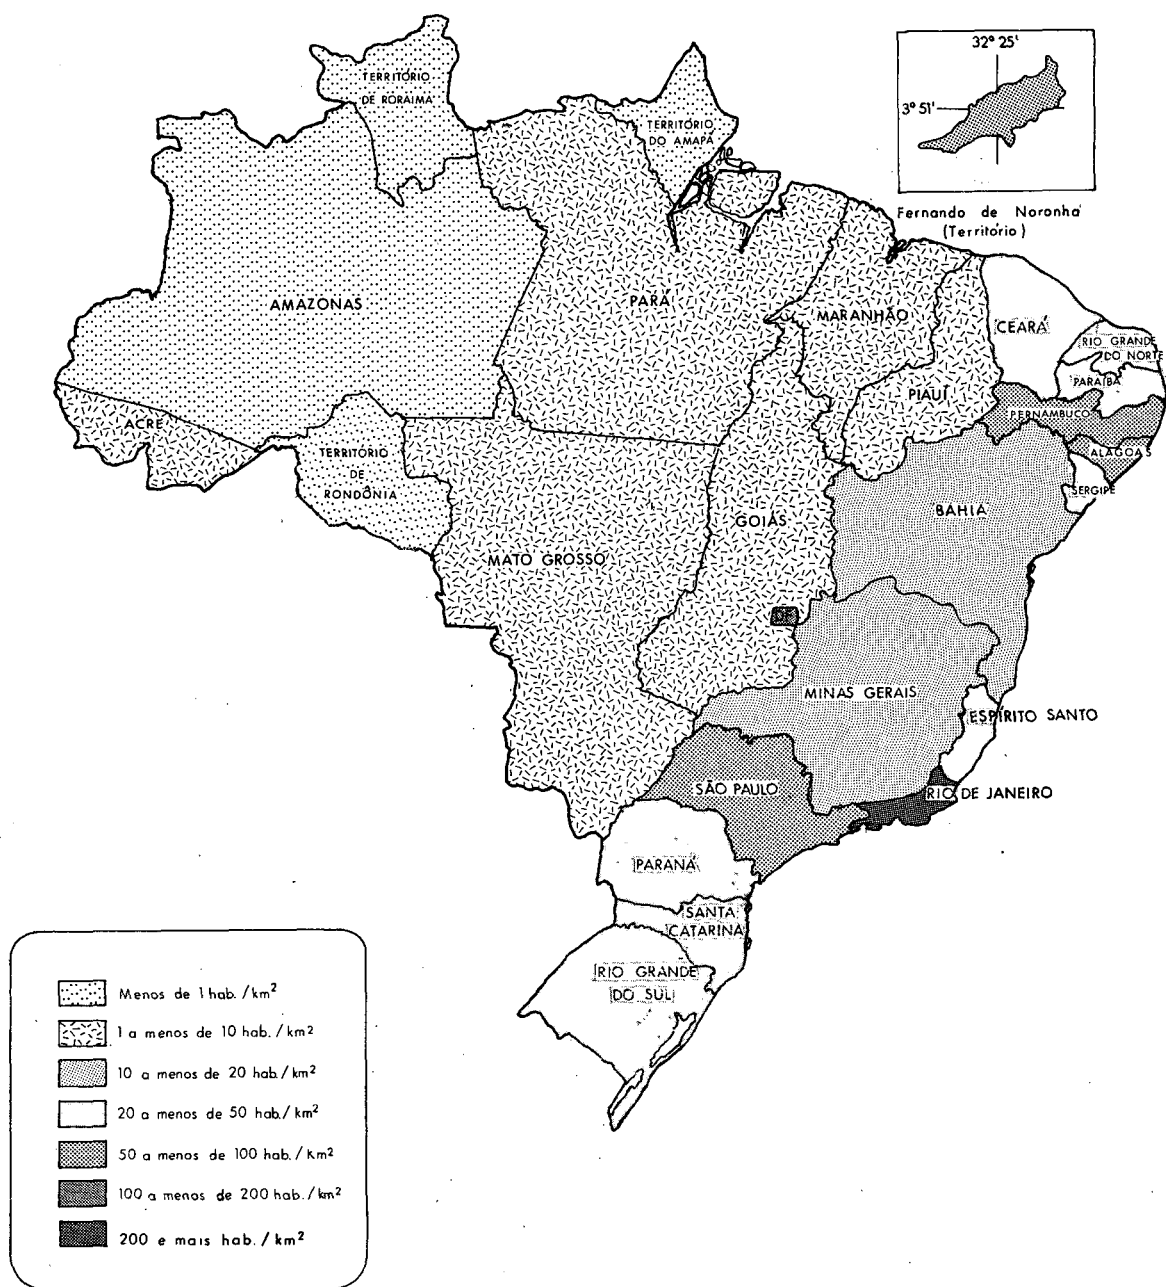 32° 25'
3° 51'
Fernando de Noronha
(Território)
TERRITÓRIO
DE RORAIMA
TERRITÓRIO
DO AMAPÁ
AMAZONAS
PARÁ
MARANHÃO
CEARÁ
RIO GRANDE
DO NORTE
PARAÍBA
PIAUÍ
PERNAMBUCO
ACRE
ALAGOAS
TERRITÓRIO
DE
RONDÔNIA
SERGIPE
BAHIA
GOIÁS
MATO GROSSO
DF
MINAS GERAIS
ESPÍRITO SANTO
SÃO PAULO
RIO DE JANEIRO
PARANÁ
SANTA
CATARINA
RIO GRANDE
DO SUL
Menos de 1 hab./km²
1 a menos de 10 hab./km²
10 a menos de 20 hab./km²
20 a menos de 50 hab./km²
50 a menos de 100 hab./km²
100 a menos de 200 hab./km²
200 e mais hab./km²